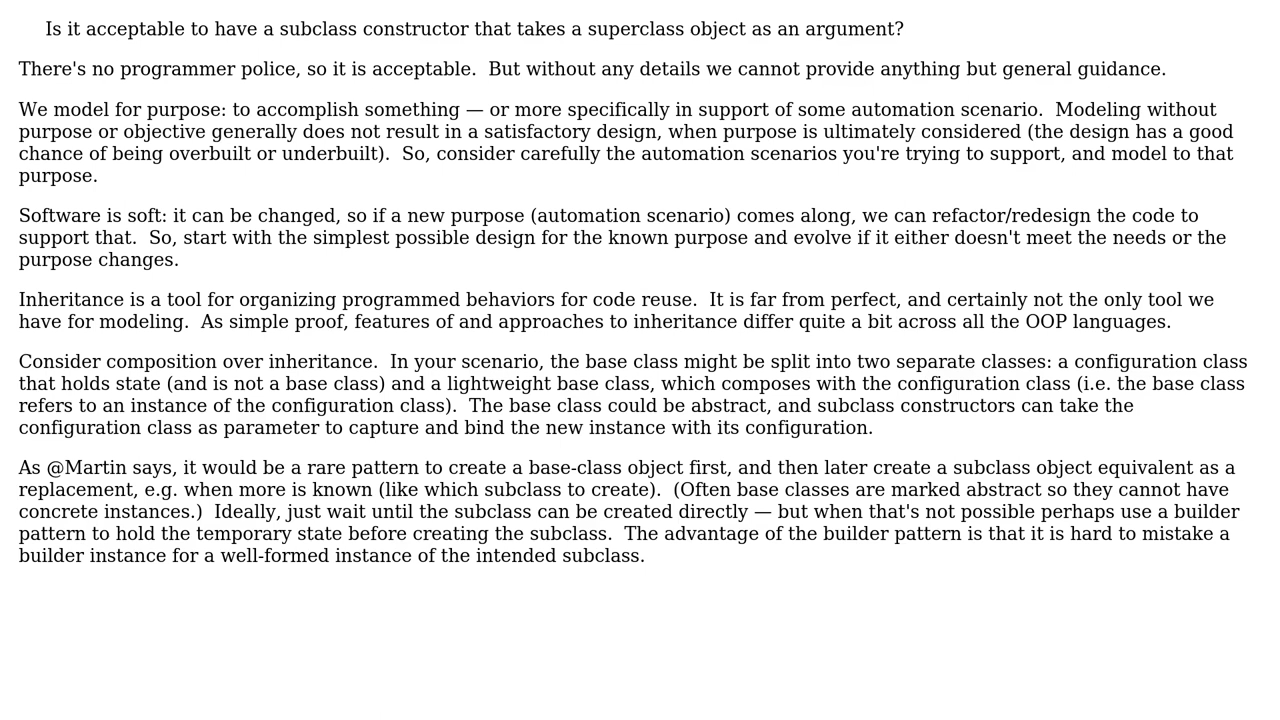 Is it acceptable to have a subclass constructor that takes a superclass object as an argument?
There's no programmer police, so it is acceptable.  But without any details we cannot provide anything but general guidance.
We model for purpose: to accomplish something — or more specifically in support of some automation scenario.  Modeling without
purpose or objective generally does not result in a satisfactory design, when purpose is ultimately considered (the design has a good
chance of being overbuilt or underbuilt).  So, consider carefully the automation scenarios you're trying to support, and model to that
purpose.
Software is soft: it can be changed, so if a new purpose (automation scenario) comes along, we can refactor/redesign the code to
support that.  So, start with the simplest possible design for the known purpose and evolve if it either doesn't meet the needs or the
purpose changes.
Inheritance is a tool for organizing programmed behaviors for code reuse.  It is far from perfect, and certainly not the only tool we
have for modeling.  As simple proof, features of and approaches to inheritance differ quite a bit across all the OOP languages.
Consider composition over inheritance.  In your scenario, the base class might be split into two separate classes: a configuration class
that holds state (and is not a base class) and a lightweight base class, which composes with the configuration class (i.e. the base class
refers to an instance of the configuration class).  The base class could be abstract, and subclass constructors can take the
configuration class as parameter to capture and bind the new instance with its configuration.
As @Martin says, it would be a rare pattern to create a base-class object first, and then later create a subclass object equivalent as a
replacement, e.g. when more is known (like which subclass to create).  (Often base classes are marked abstract so they cannot have
concrete instances.)  Ideally, just wait until the subclass can be created directly — but when that's not possible perhaps use a builder
pattern to hold the temporary state before creating the subclass.  The advantage of the builder pattern is that it is hard to mistake a
builder instance for a well-formed instance of the intended subclass.